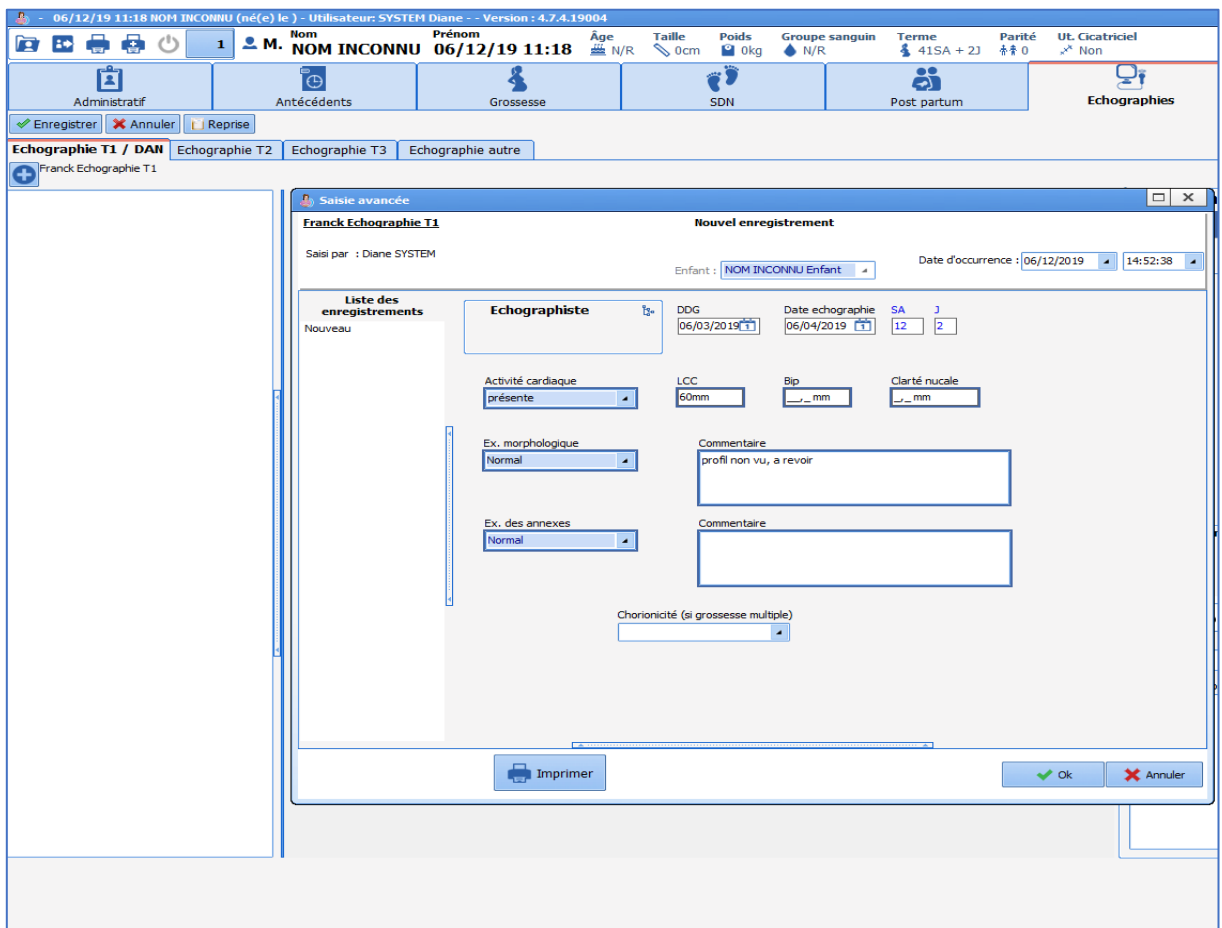 - 06/12/19 11:18 NOM INCONNU (né(e) le ) - Utilisateur: SYSTEM Diane - - Version : 4.7.4.19004
Nom Prénom Âge Taille Poids Groupe sanguin Terme Parité Ut. Cicatriciel
1 M. NOM INCONNU 06/12/19 11:18 N/R 0cm 0kg N/R 41SA + 2J 0 Non
Administratif Antécédents Grossesse SDN Post partum Echographies
Enregistrer Annuler Reprise
Echographie T1 / DAN Echographie T2 Echographie T3 Echographie autre
Franck Echographie T1
Saisie avancée
Franck Echographie T1 Nouvel enregistrement
Saisi par : Diane SYSTEM
Enfant : NOM INCONNU Enfant Date d'occurrence : 06/12/2019 14:52:38
Liste des
enregistrements
Nouveau
Echographiste DDG Date echographie SA J
06/03/2019 06/04/2019 12 2
Activité cardiaque LCC Bip Clarté nucale
présente 60mm __,_ mm _,_ mm
Ex. morphologique Commentaire
Normal profil non vu, a revoir
Ex. des annexes Commentaire
Normal
Chorionicité (si grossesse multiple)
Imprimer Ok Annuler